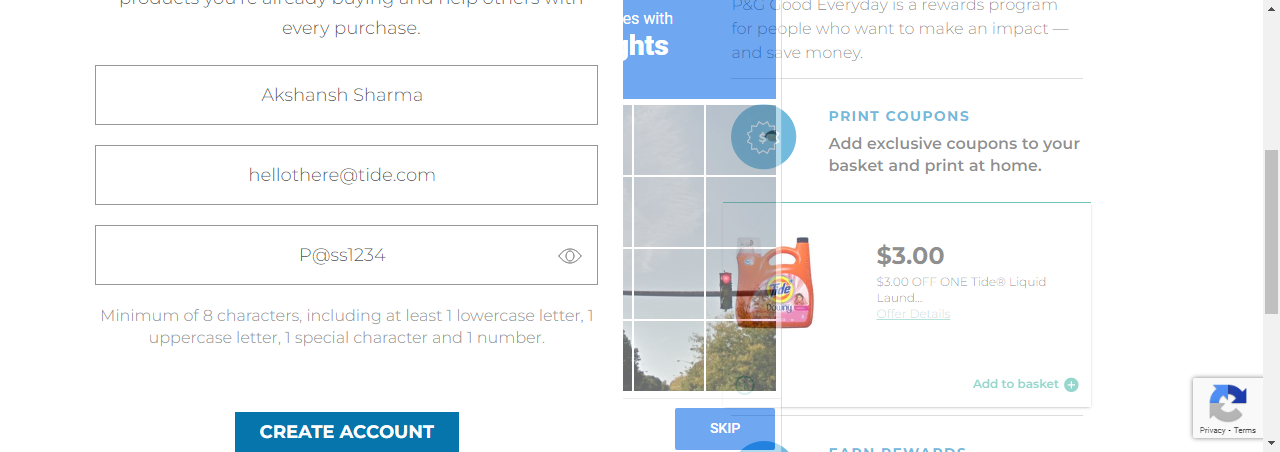 products you're already buying and help others with
every purchase.
Akshansh Sharma
hellothere@tide.com
P@ss1234
Minimum of 8 characters, including at least 1 lowercase letter, 1
uppercase letter, 1 special character and 1 number.
CREATE ACCOUNT
with
SKIP
P&G Good Everyday is a rewards program
for people who want to make an impact —
and save money.
$
PRINT COUPONS
Add exclusive coupons to your
basket and print at home.
Tide
Downy
$3.00
$3.00 OFF ONE Tide® Liquid
Laund...
Offer Details
Add to basket
EARN REWARDS
Privacy - Terms